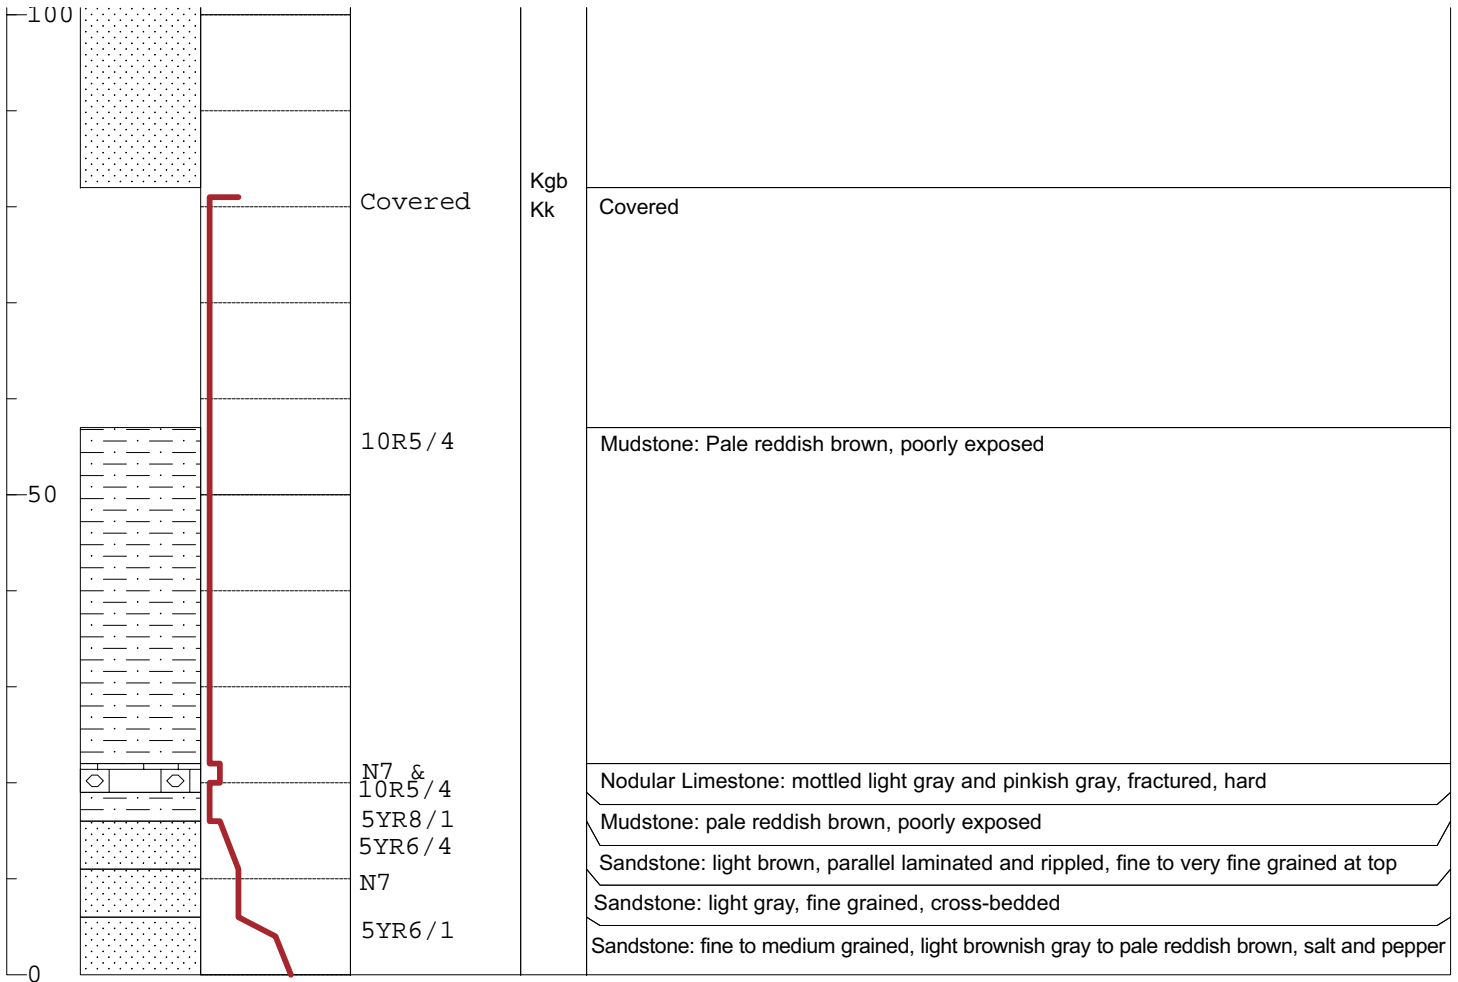 100
Kgb
Covered
Kk
Covered
10R5/4
Mudstone: Pale reddish brown, poorly exposed
50
N7 &
10R5/4
Nodular Limestone: mottled light gray and pinkish gray, fractured, hard
5YR8/1
Mudstone: pale reddish brown, poorly exposed
5YR6/4
Sandstone: light brown, parallel laminated and rippled, fine to very fine grained at top
N7
Sandstone: light gray, fine grained, cross-bedded
5YR6/1
Sandstone: fine to medium grained, light brownish gray to pale reddish brown, salt and pepper
0